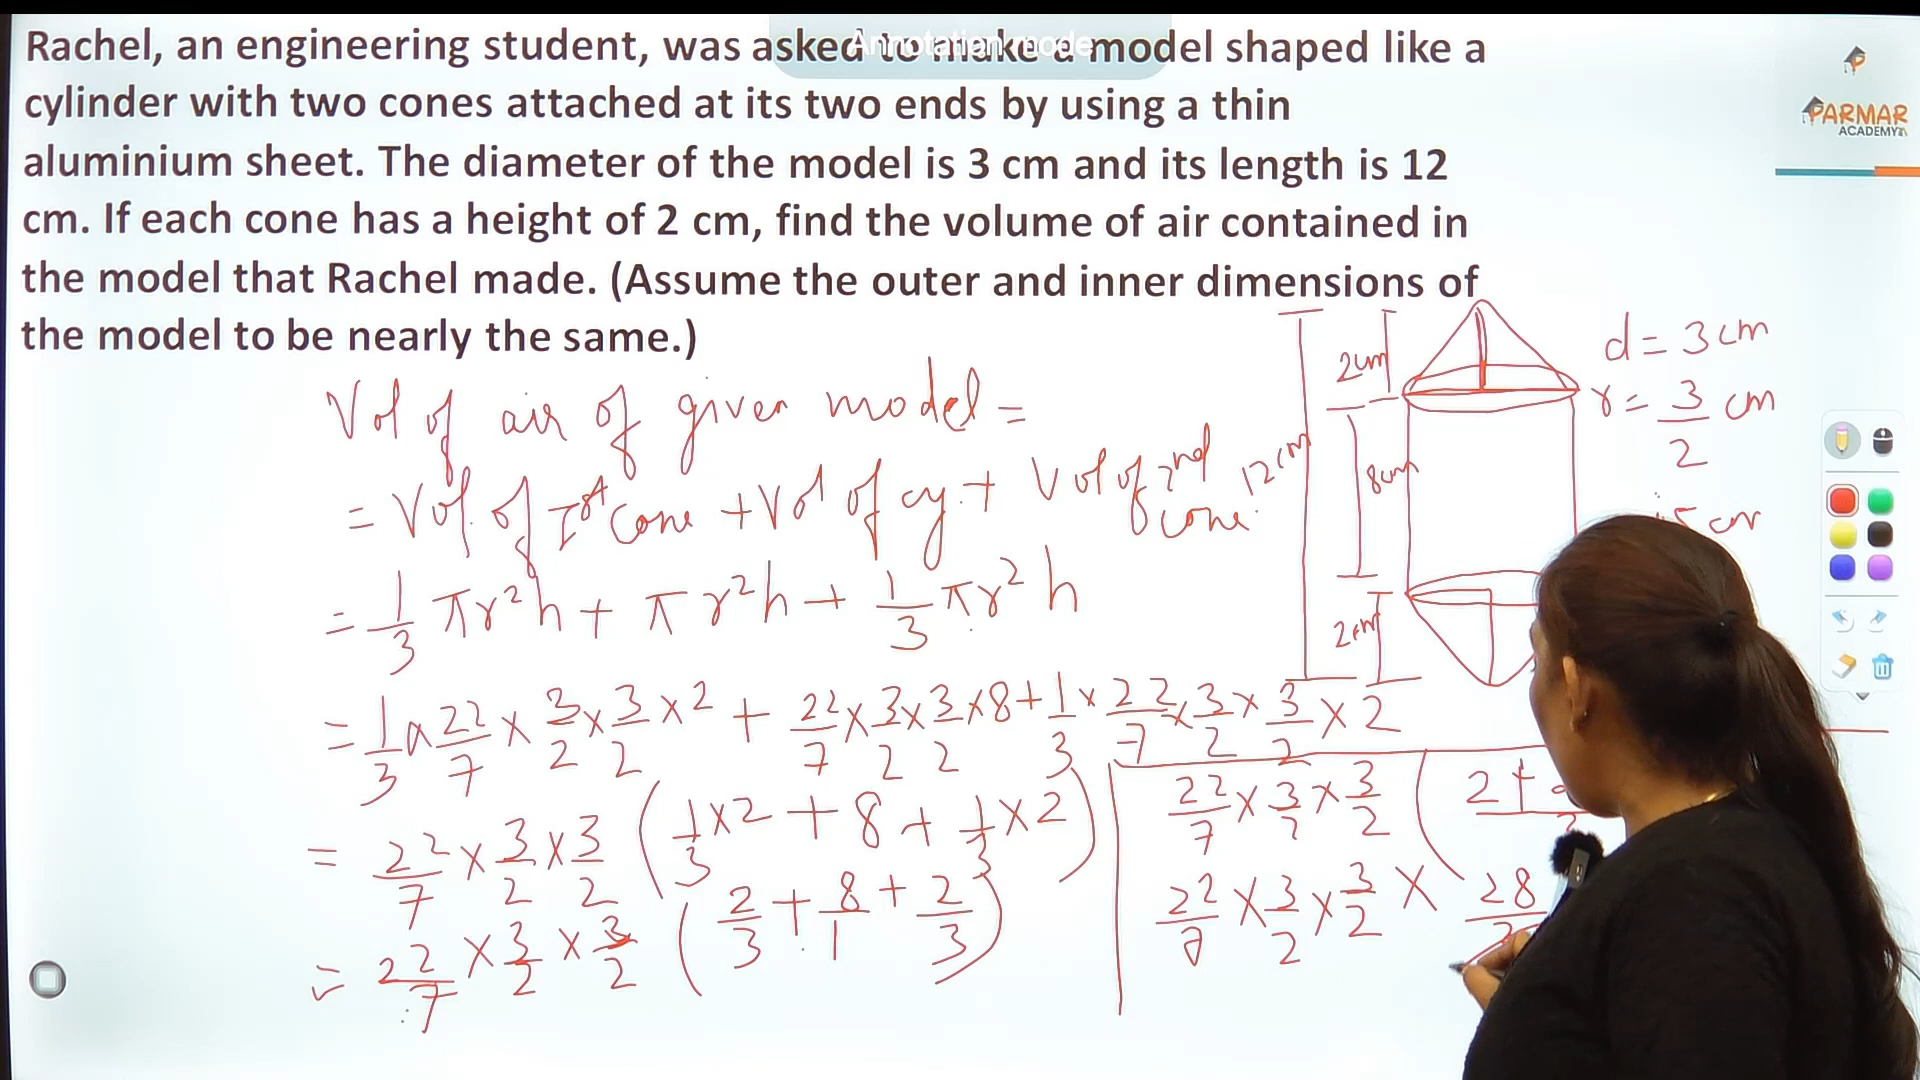 Annotation mode
Rachel, an engineering student, was asked to make a model shaped like a
cylinder with two cones attached at its two ends by using a thin
aluminium sheet. The diameter of the model is 3 cm and its length is 12
cm. If each cone has a height of 2 cm, find the volume of air contained in
the model that Rachel made. (Assume the outer and inner dimensions of
the model to be nearly the same.)
PARMAR
ACADEMY
d = 3 cm
r = 3/2 cm
5 cm
2cm
8cm
12 cm
2cm
Vol of air of given model =
= Vol. of Ist Cone + Vol of cy. + Vol of 2nd cone.
= 1/3 πr²h + πr²h + 1/3 πr²h
= 1/3 × 22/7 × 3/2 × 3/2 × 2 + 22/7 × 3/2 × 3/2 × 8 + 1/3 × 22/7 × 3/2 × 3/2 × 2
= 22/7 × 3/2 × 3/2 (1/3 × 2 + 8 + 1/3 × 2)
= 22/7 × 3/2 × 3/2 (2/3 + 8/1 + 2/3)
22/7 × 3/2 × 3/2 (2 +
22/7 × 3/2 × 3/2 × 28